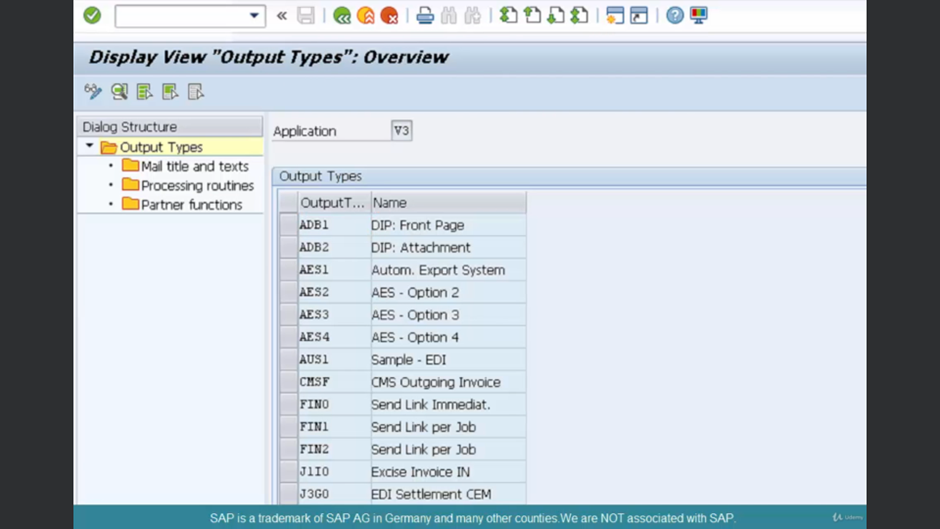 Display View "Output Types": Overview
Dialog Structure
Output Types
Mail title and texts
Processing routines
Partner functions
Application V3
Output Types
OutputT... Name
ADB1 DIP: Front Page
ADB2 DIP: Attachment
AES1 Autom. Export System
AES2 AES - Option 2
AES3 AES - Option 3
AES4 AES - Option 4
AUS1 Sample - EDI
CMSF CMS Outgoing Invoice
FIN0 Send Link Immediat.
FIN1 Send Link per Job
FIN2 Send Link per Job
J1I0 Excise Invoice IN
J3G0 EDI Settlement CEM
SAP is a trademark of SAP AG in Germany and many other counties.We are NOT associated with SAP.
Udemy